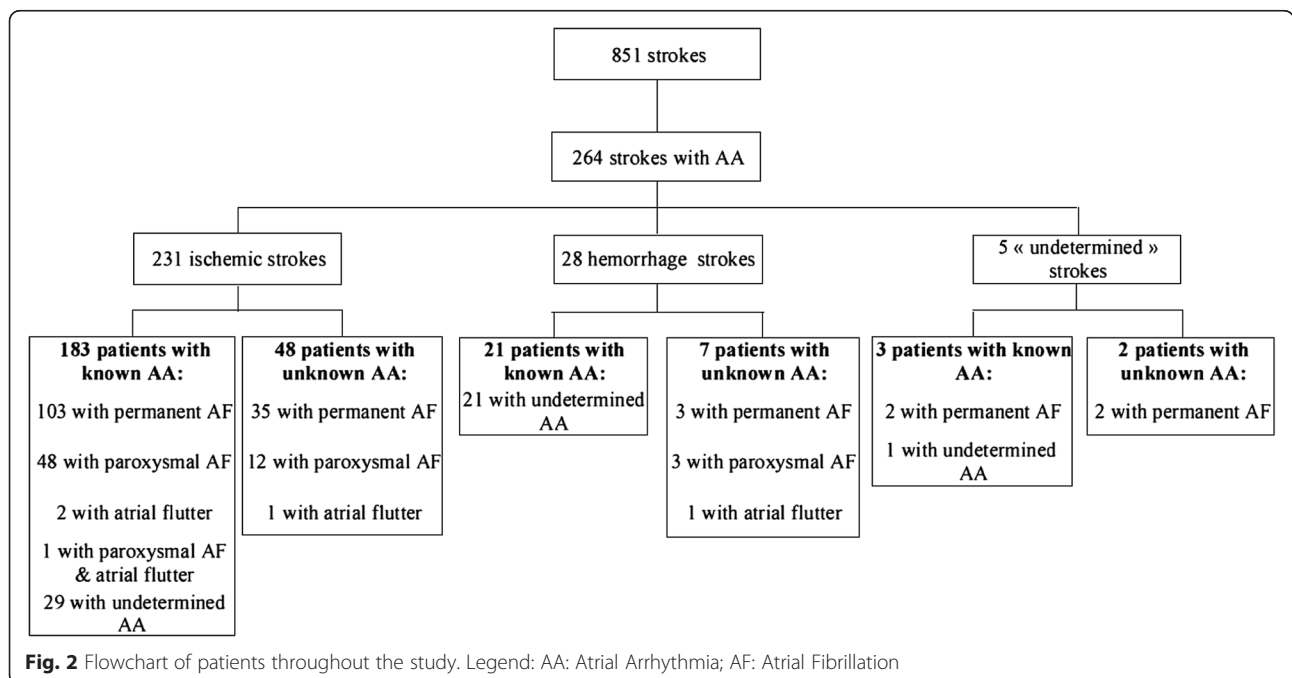 851 strokes
264 strokes with AA
231 ischemic strokes
28 hemorrhage strokes
5 « undetermined »
strokes
183 patients with
known AA:
103 with permanent AF
48 with paroxysmal AF
2 with atrial flutter
1 with paroxysmal AF
& atrial flutter
29 with undetermined
AA
48 patients with
unknown AA:
35 with permanent AF
12 with paroxysmal AF
1 with atrial flutter
21 patients with
known AA:
21 with undetermined
AA
7 patients with
unknown AA:
3 with permanent AF
3 with paroxysmal AF
1 with atrial flutter
3 patients with known
AA:
2 with permanent AF
1 with undetermined
AA
2 patients with
unknown AA:
2 with permanent AF
Fig. 2 Flowchart of patients throughout the study. Legend: AA: Atrial Arrhythmia; AF: Atrial Fibrillation